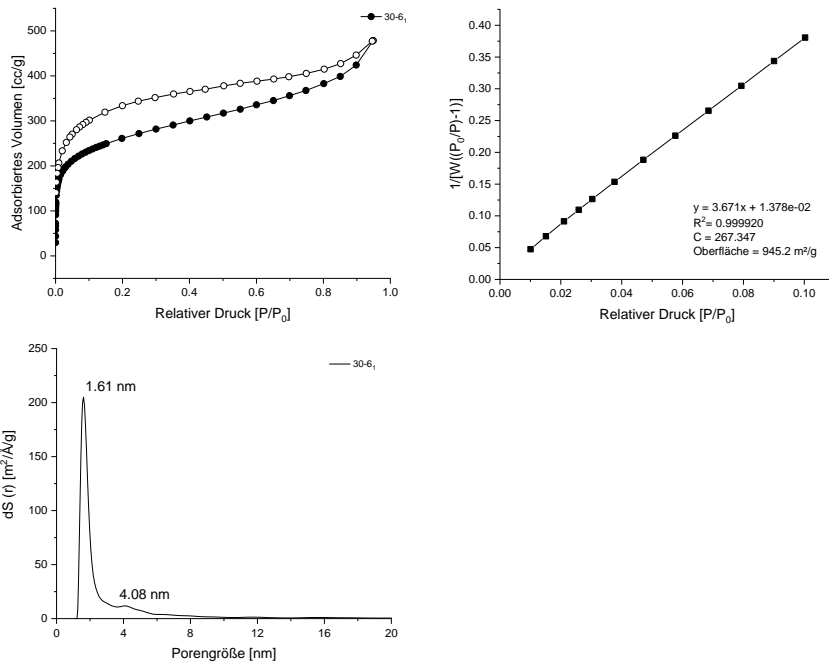 30-6₁
500
400
300
200
100
0
Adsorbiertes Volumen [cc/g]
0.0 0.2 0.4 0.6 0.8 1.0
Relativer Druck [P/P₀]
0.40
0.35
0.30
0.25
0.20
0.15
0.10
0.05
0.00
1/[W((P₀/P)-1)]
y = 3.671x + 1.378e-02
R²= 0.999920
C = 267.347
Oberfläche = 945.2 m²/g
0.00 0.02 0.04 0.06 0.08 0.10
Relativer Druck [P/P₀]
250
200
150
100
50
0
dS (r) [m²/Å/g]
30-6₁
1.61 nm
4.08 nm
0 4 8 12 16 20
Porengröße [nm]